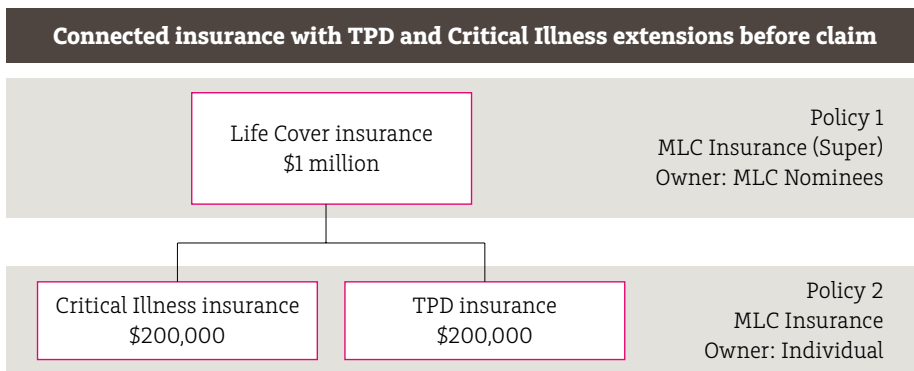 Connected insurance with TPD and Critical Illness extensions before claim
Life Cover insurance
$1 million
Policy 1
MLC Insurance (Super)
Owner: MLC Nominees
Critical Illness insurance
$200,000
TPD insurance
$200,000
Policy 2
MLC Insurance
Owner: Individual